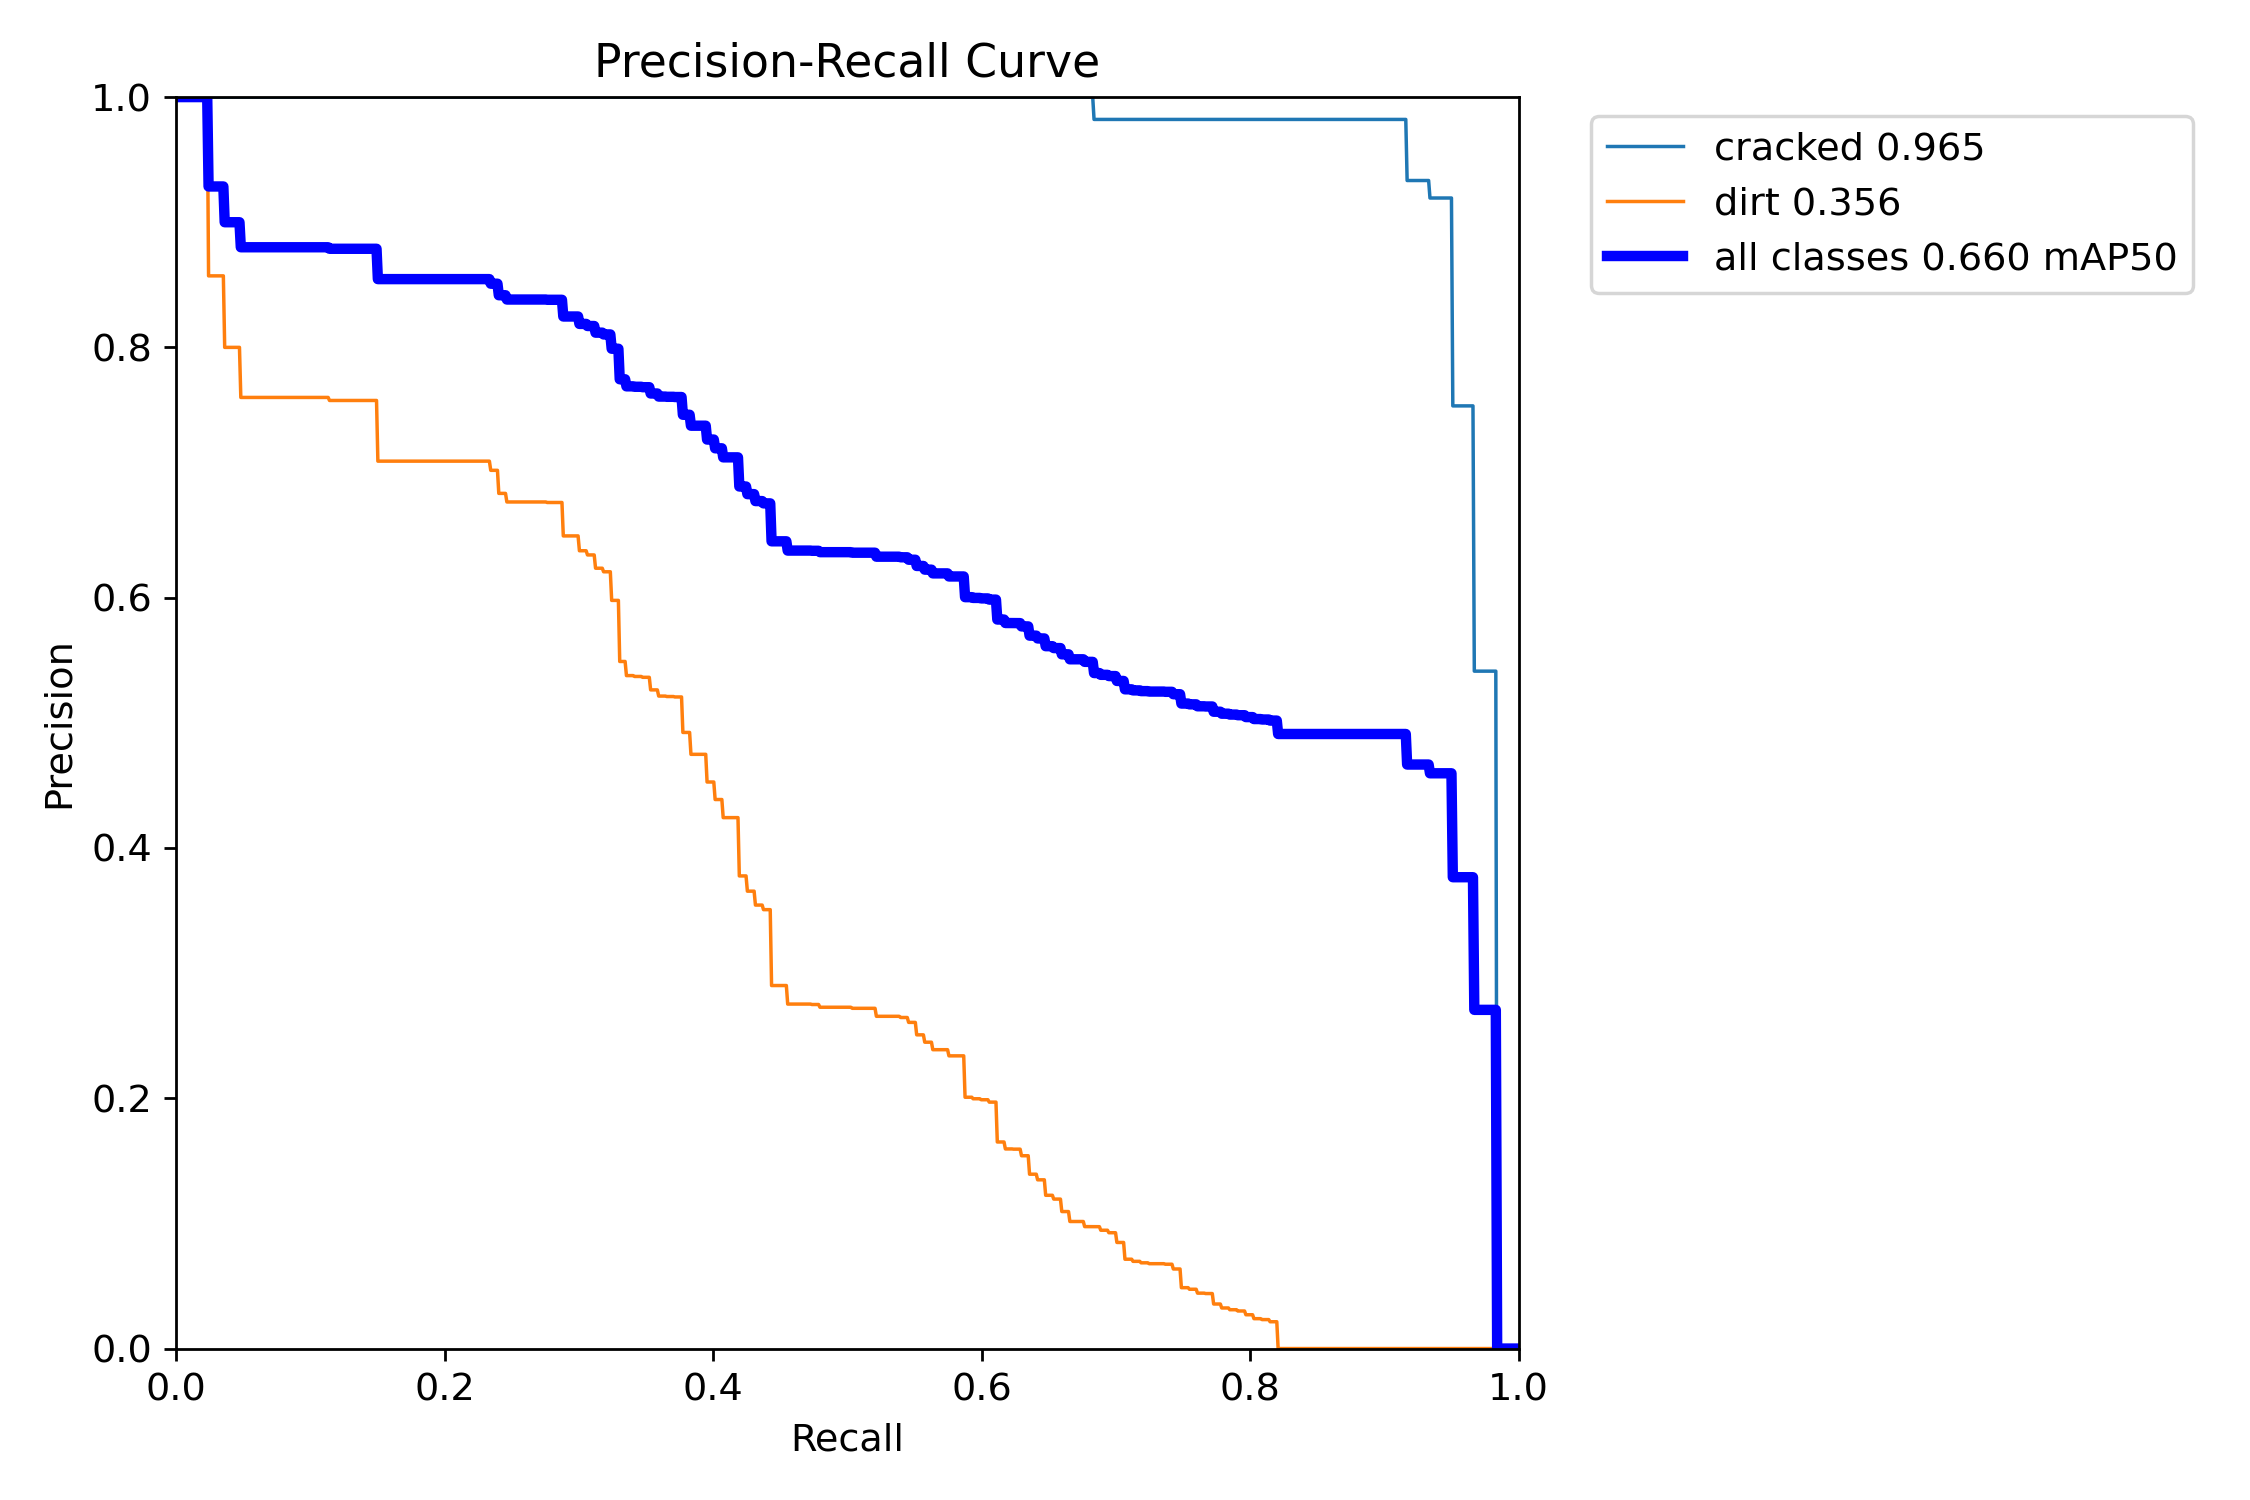 Precision-Recall Curve
cracked 0.965
dirt 0.356
all classes 0.660 mAP50
Precision
1.0
0.8
0.6
0.4
0.2
0.0
0.0 0.2 0.4 0.6 0.8 1.0
Recall